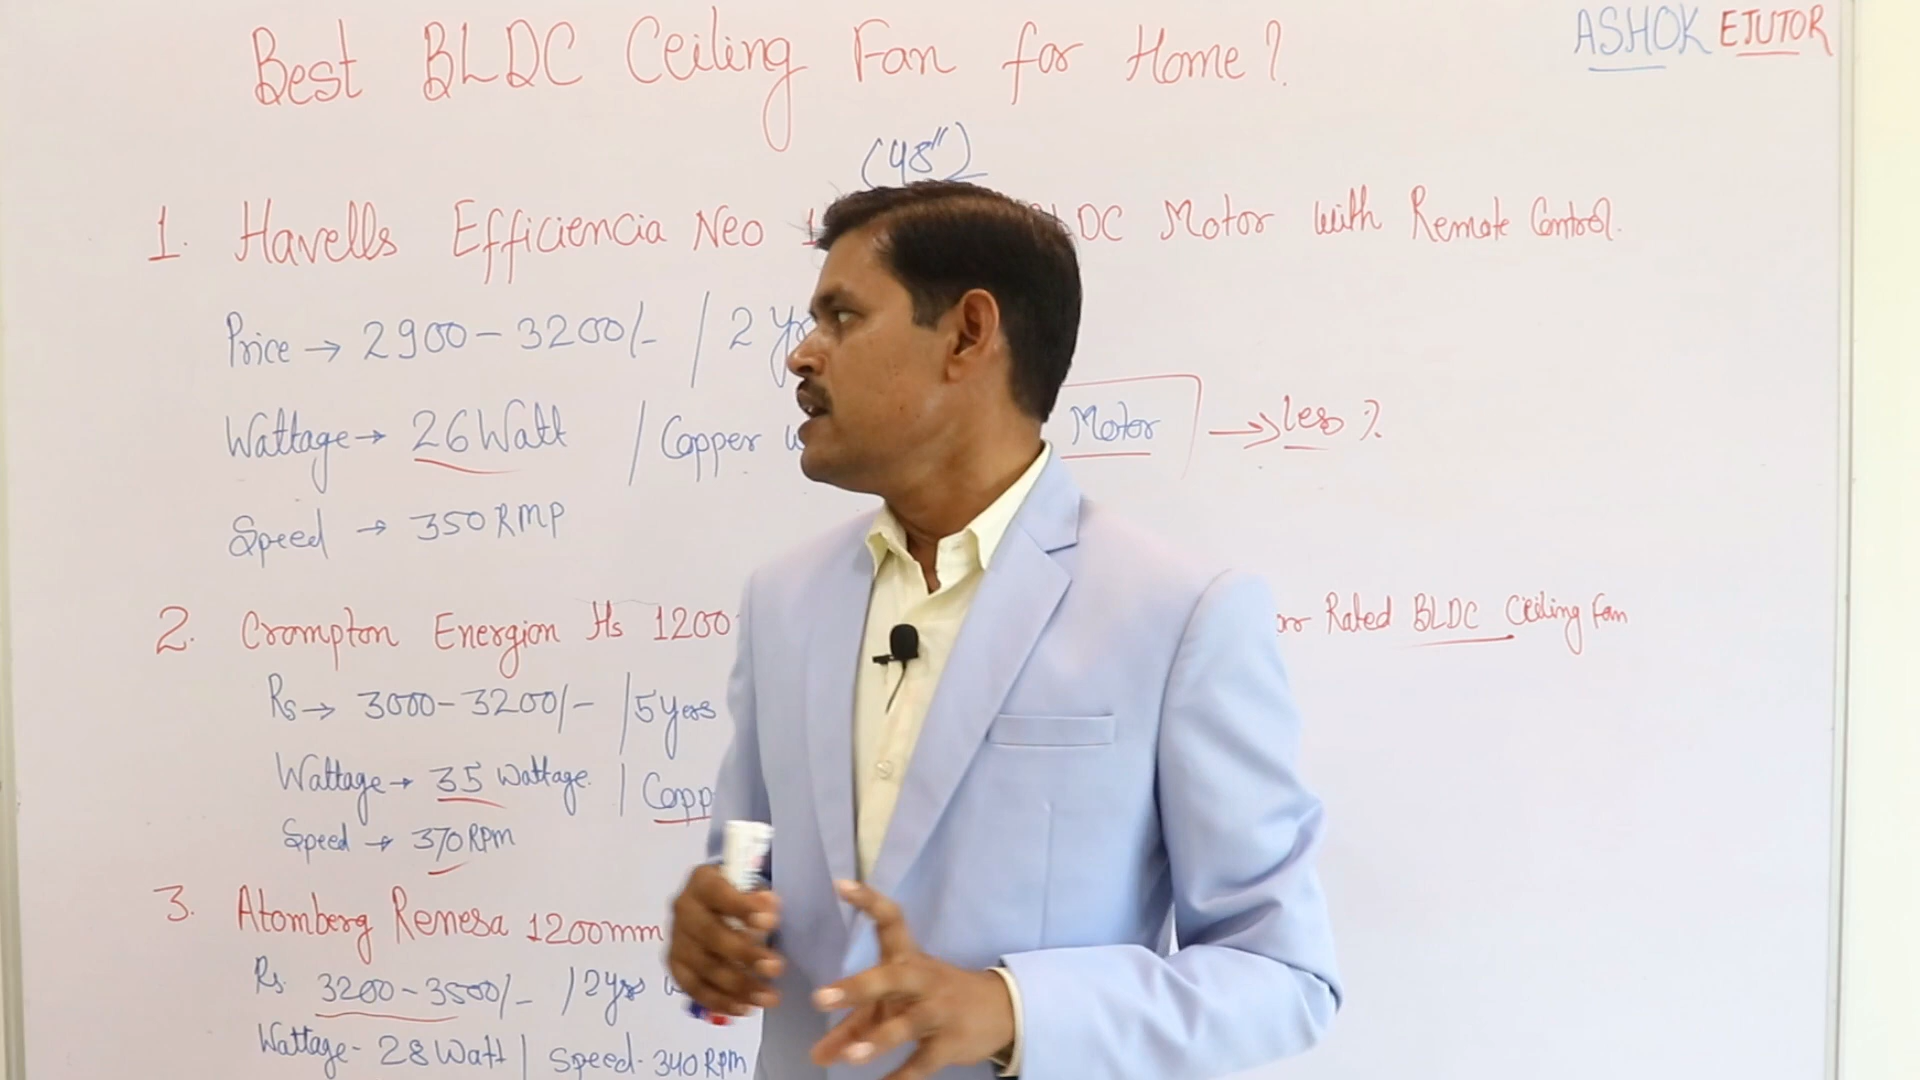 Best BLDC Ceiling Fan for Home?
ASHOK EJUTOR
(48")
1. Havells Efficiencia Neo BLDC Motor with Remote Control.
Price → 2900-3200/- / 2 yrs
Wattage → 26 Watt / Copper Motor → Less ?
Speed → 350 RMP
2. Crompton Energion Hs 1200 Rated BLDC Ceiling Fan
Rs → 3000-3200/- / 5 yers
Wattage → 35 Wattage. /
Speed → 370 RPM
3. Atomberg Renesa 1200mm
Rs. 3200-3500/- / 2 yrs
Wattage - 28 Watt | Speed - 340 RPM